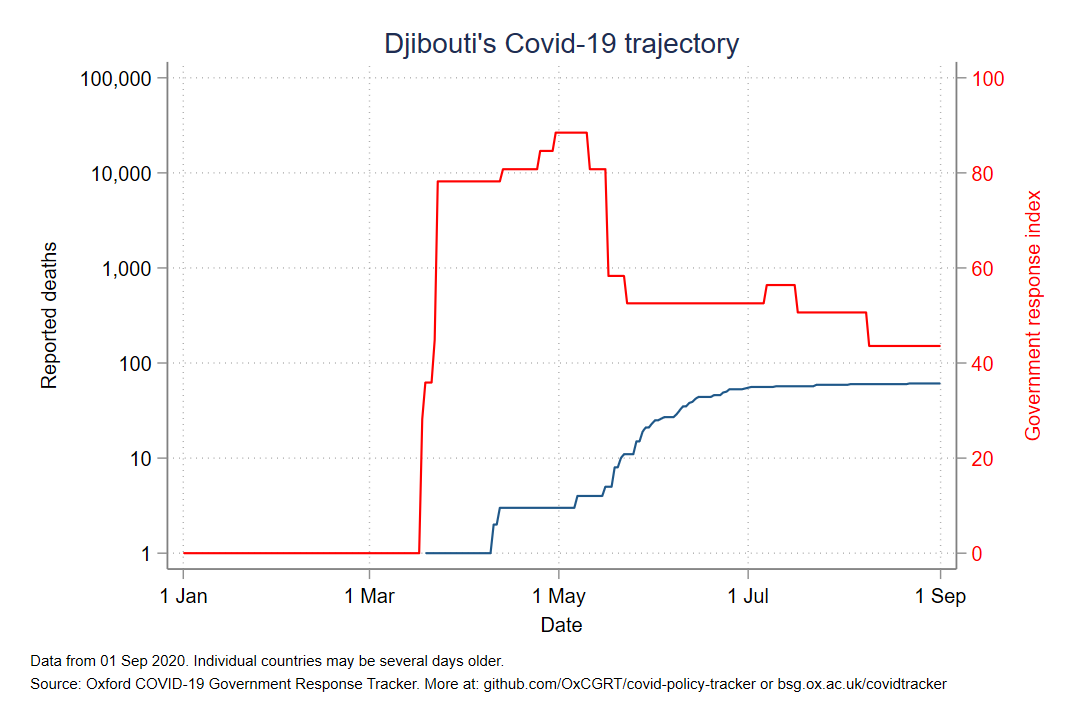 Djibouti's Covid-19 trajectory
100,000
10,000
1,000
100
10
1
Reported deaths
100
80
60
40
20
0
Government response index
1 Jan
1 Mar
1 May
1 Jul
1 Sep
Date
Data from 01 Sep 2020. Individual countries may be several days older.
Source: Oxford COVID-19 Government Response Tracker. More at: github.com/OxCGRT/covid-policy-tracker or bsg.ox.ac.uk/covidtracker